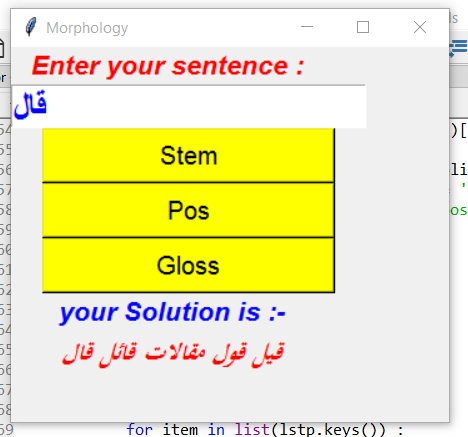 Morphology
Enter your sentence :
قال
Stem
Pos
Gloss
your Solution is :-
قيل قول مقالات قائل قال
for item in list(lstp.keys()) :